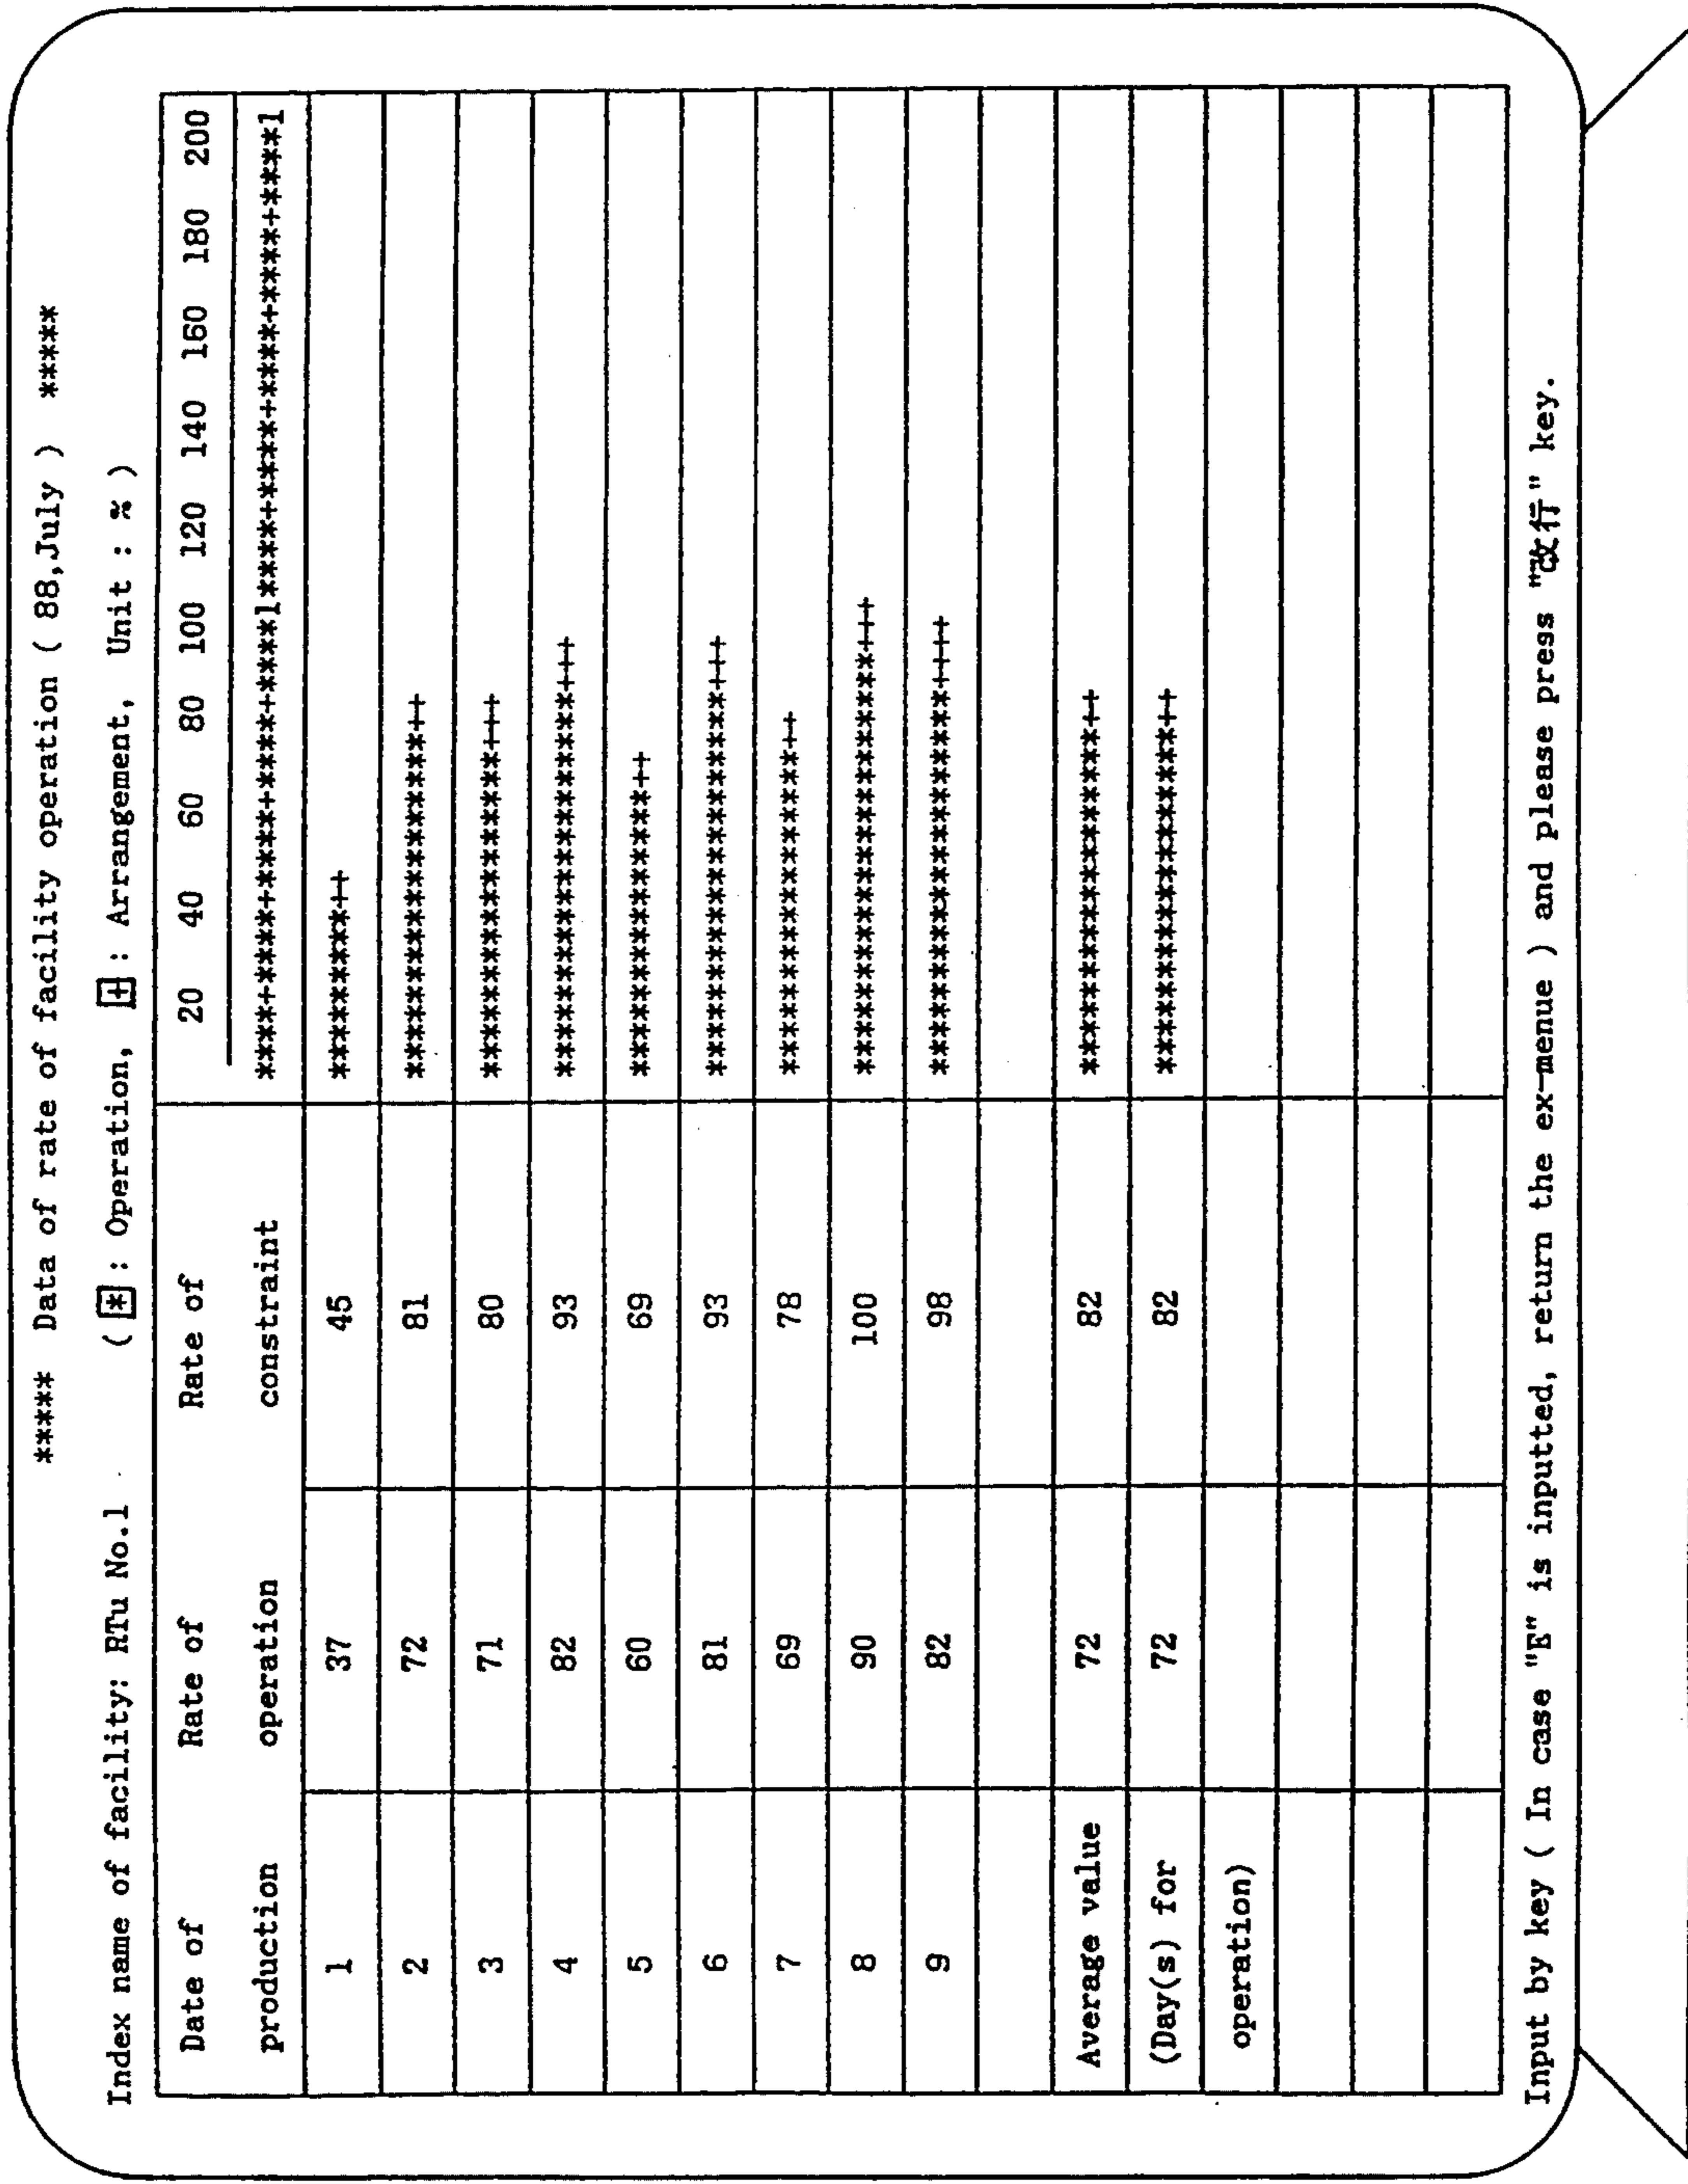 ***** Data of rate of facility operation ( 88,July ) *****
Index name of facility: RTu No.1 ( * : Operation, + : Arrangement, Unit : % )
Date of Rate of Rate of 20 40 60 80 100 120 140 160 180 200
production operation constraint ****+****+****+****+****1****+****+****+****+****1
1 37 45 *********++
2 72 81 ******************++
3 71 80 *****************+++
4 82 93 ********************+++
5 60 69 ***************++
6 81 93 ********************+++
7 69 78 *****************++
8 90 100 **********************+++
9 82 98 ********************++++
Average value 72 82 ******************++
(Day(s) for 72 82 ******************++
operation)
Input by key ( In case "E" is inputted, return the ex-menue ) and please press "改行" key.